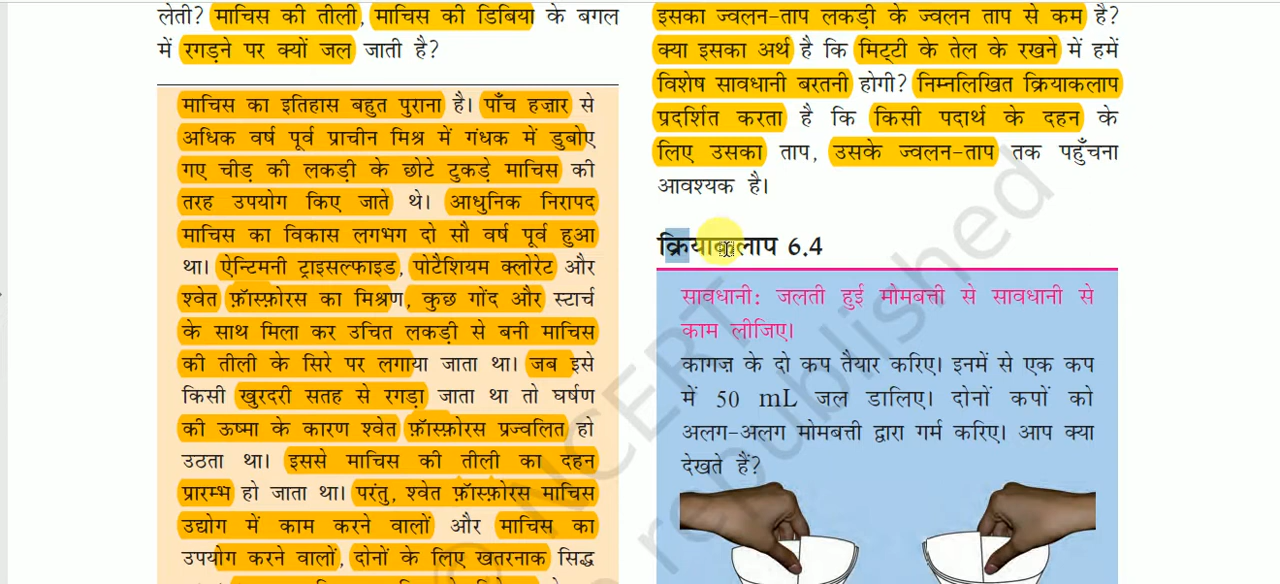 लेती? माचिस की तीली, माचिस की डिबिया के बगल
में रगड़ने पर क्यों जल जाती है?
माचिस का इतिहास बहुत पुराना है। पाँच हज़ार से
अधिक वर्ष पूर्व प्राचीन मिश्र में गंधक में डुबोए
गए चीड़ की लकड़ी के छोटे टुकड़े माचिस की
तरह उपयोग किए जाते थे। आधुनिक निरापद
माचिस का विकास लगभग दो सौ वर्ष पूर्व हुआ
था। ऐन्टिमनी ट्राइसल्फाइड, पोटैशियम क्लोरेट और
श्वेत फ़ॉस्फ़ोरस का मिश्रण, कुछ गोंद और स्टार्च
के साथ मिला कर उचित लकड़ी से बनी माचिस
की तीली के सिरे पर लगाया जाता था। जब इसे
किसी खुरदरी सतह से रगड़ा जाता था तो घर्षण
की ऊष्मा के कारण श्वेत फ़ॉस्फ़ोरस प्रज्वलित हो
उठता था। इससे माचिस की तीली का दहन
प्रारम्भ हो जाता था। परंतु, श्वेत फ़ॉस्फ़ोरस माचिस
उद्योग में काम करने वालों और माचिस का
उपयोग करने वालों, दोनों के लिए खतरनाक सिद्ध
इसका ज्वलन-ताप लकड़ी के ज्वलन ताप से कम है?
क्या इसका अर्थ है कि मिट्टी के तेल के रखने में हमें
विशेष सावधानी बरतनी होगी? निम्नलिखित क्रियाकलाप
प्रदर्शित करता है कि किसी पदार्थ के दहन के
लिए उसका ताप, उसके ज्वलन-ताप तक पहुँचना
आवश्यक है।
क्रियाकलाप 6.4
सावधानी: जलती हुई मोमबत्ती से सावधानी से
काम लीजिए।
कागज़ के दो कप तैयार करिए। इनमें से एक कप
में 50 mL जल डालिए। दोनों कपों को
अलग-अलग मोमबत्ती द्वारा गर्म करिए। आप क्या
देखते हैं?
© NCERT
republished